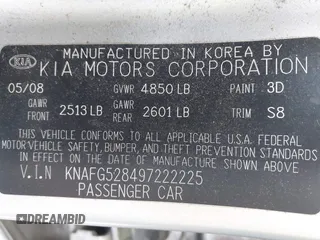 MANUFACTURED IN KOREA BY
KIA KIA MOTORS CORPORATION
05/08 GVWR 4850 LB PAINT 3D
GAWR FRONT 2513 LB GAWR REAR 2601 LB TRIM S8
THIS VEHICLE CONFORMS TO ALL APPLICABLE U.S.A. FEDERAL
MOTOR VEHICLE SAFETY, BUMPER, AND THEFT PREVENTION STANDARDS
IN EFFECT ON THE DATE OF MANUFACTURE SHOWN ABOVE.
V.I.N KNAFG528497222225
PASSENGER CAR
DREAMBID